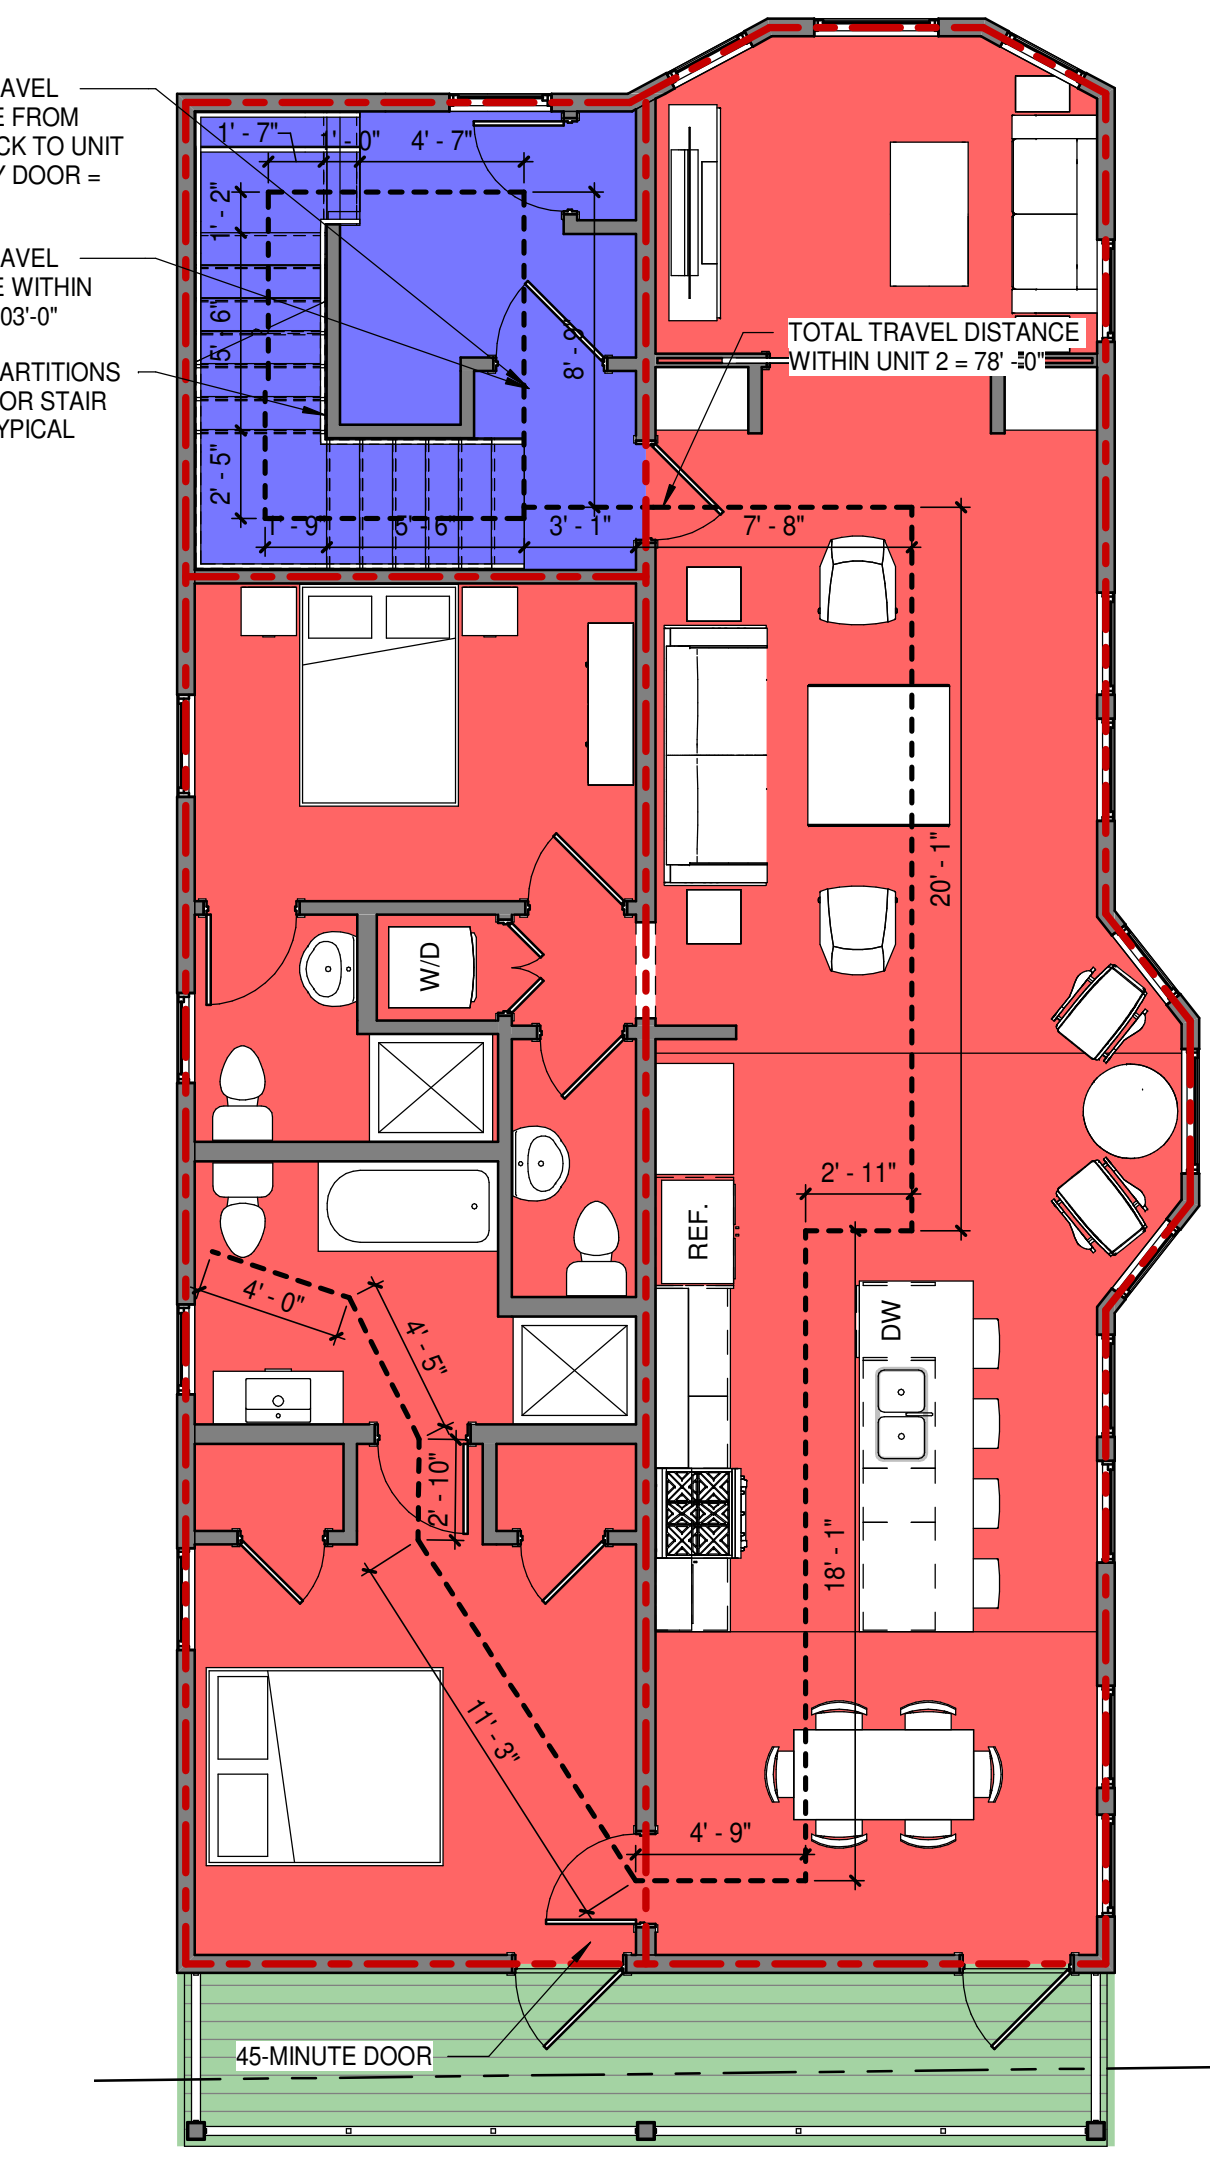 AVEL
E FROM
CK TO UNIT
Y DOOR =
AVEL
E WITHIN
03'-0"
ARTITIONS
OR STAIR
YPICAL
1' - 7"
1' - 0"
4' - 7"
1' - 2"
5' - 6"
2' - 5"
8' - 9"
1' - 9"
5' - 6"
3' - 1"
7' - 8"
TOTAL TRAVEL DISTANCE
WITHIN UNIT 2 = 78' - 0"
20' - 1"
W/D
2' - 11"
REF.
DW
4' - 0"
4' - 5"
2' - 10"
18' - 1"
11' - 3"
4' - 9"
45-MINUTE DOOR